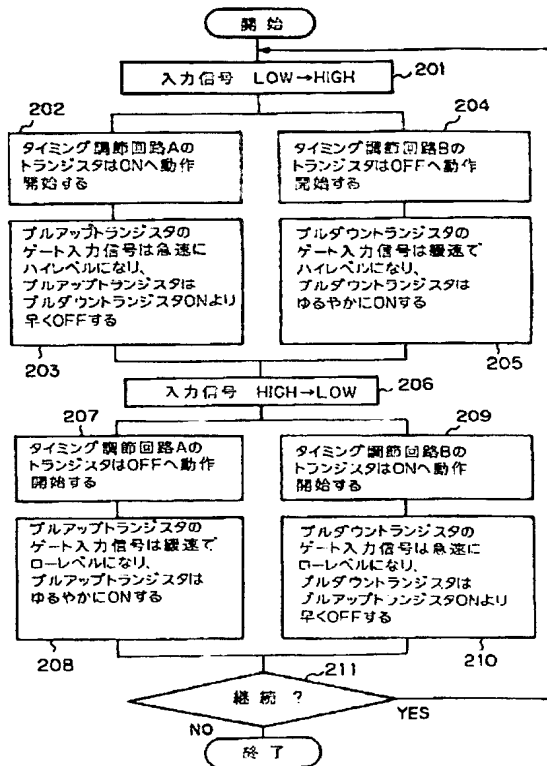 開始
入力信号 LOW→HIGH
201
202
タイミング調節回路Aの
トランジスタはONへ動作
開始する
204
タイミング調節回路Bの
トランジスタはOFFへ動作
開始する
プルアップトランジスタの
ゲート入力信号は急速に
ハイレベルになり、
プルアップトランジスタは
プルダウントランジスタONより
早くOFFする
203
プルダウントランジスタの
ゲート入力信号は緩速で
ハイレベルになり、
プルダウントランジスタは
ゆるやかにONする
205
入力信号 HIGH→LOW
206
207
タイミング調節回路Aの
トランジスタはOFFへ動作
開始する
209
タイミング調節回路Bの
トランジスタはONへ動作
開始する
プルアップトランジスタの
ゲート入力信号は緩速で
ローレベルになり、
プルアップトランジスタは
ゆるやかにONする
208
プルダウントランジスタの
ゲート入力信号は急速に
ローレベルになり、
プルダウントランジスタは
プルアップトランジスタONより
早くOFFする
210
211
継続?
YES
NO
終了